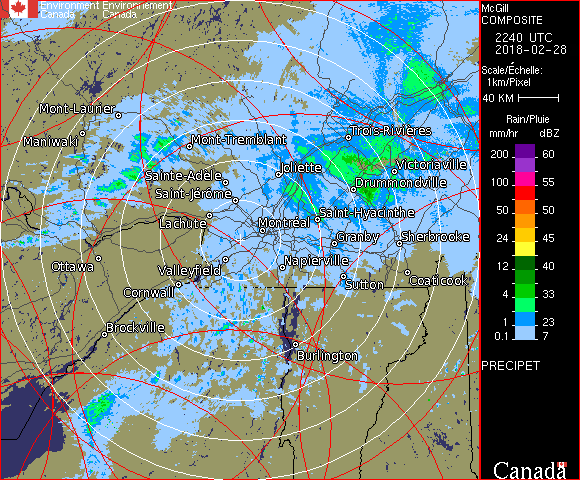 Environment Environnement
Canada Canada
McGill
COMPOSITE
2240 UTC
2018-02-28
Scale/Échelle:
1km/Pixel
40 KM
Rain/Pluie
mm/hr dBZ
200 60
100 55
50 50
24 45
12 40
4 33
1 23
0.1 7
PRECIPET
Canada
Mont-Laurier
Maniwaki
Mont-Tremblant
Trois-Rivières
Sainte-Adèle
Joliette
Victoriaville
Saint-Jérôme
Drummondville
Lachute
Saint-Hyacinthe
Montréal
Granby
Sherbrooke
Ottawa
Valleyfield
Napierville
Cornwall
Sutton
Coaticook
Brockville
Burlington